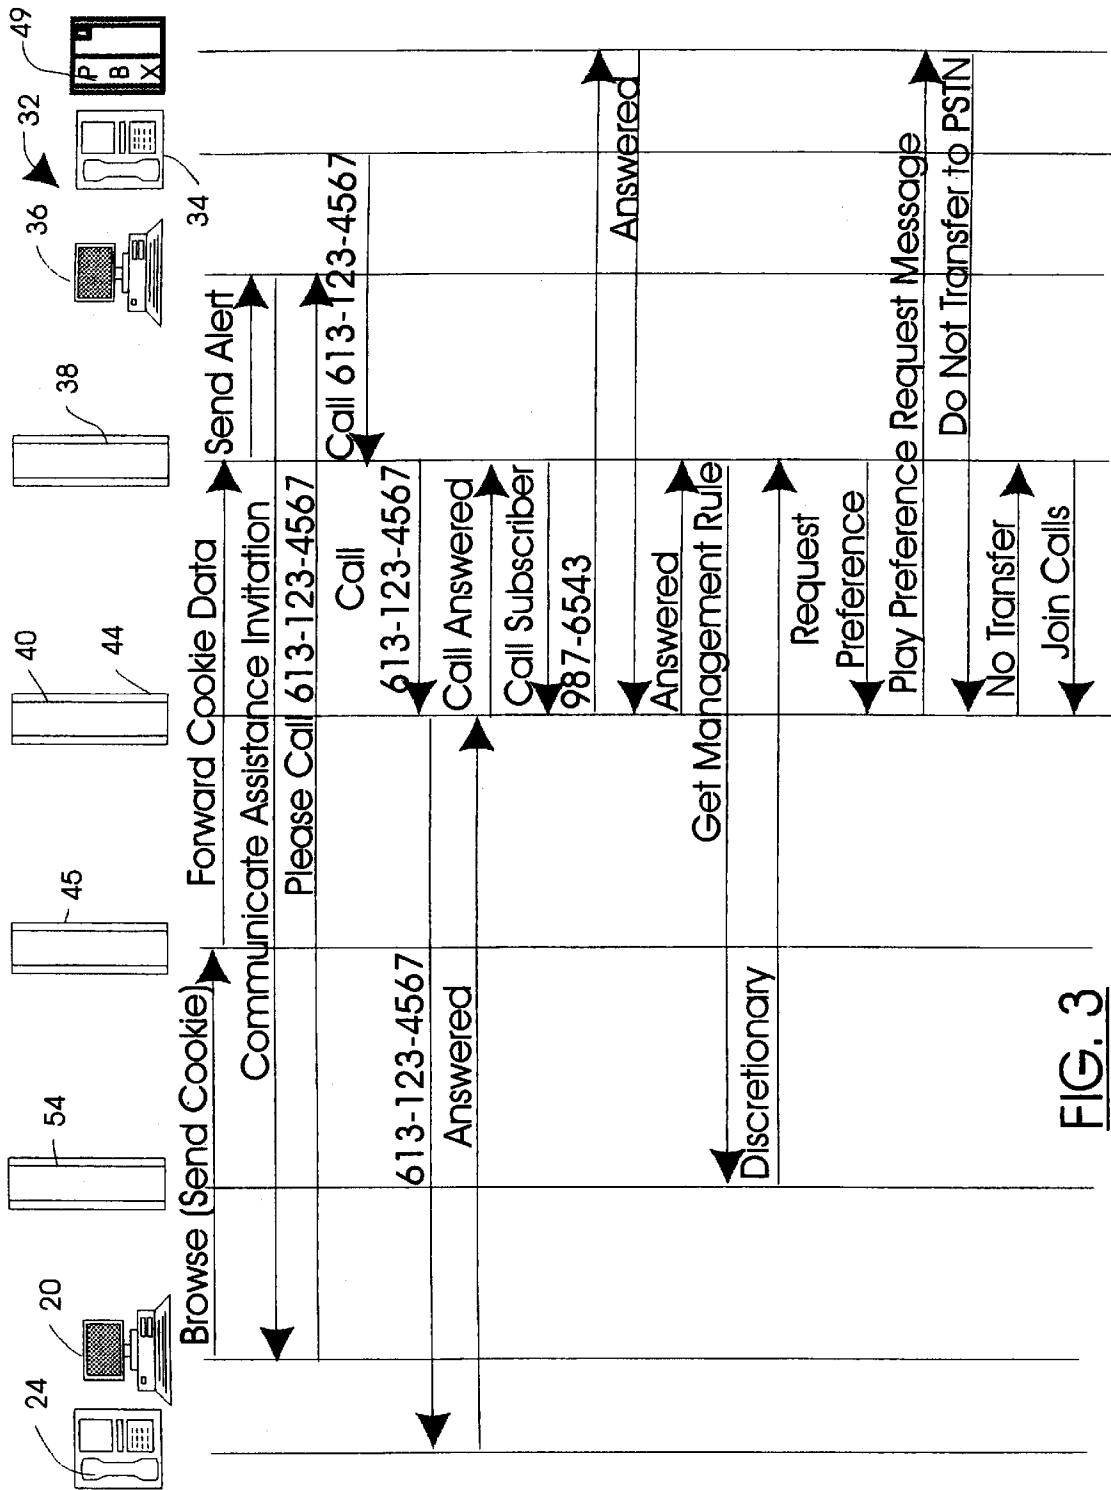 24
20
54
45
40
44
38
36
32
34
49
P
B
X
Browse (Send Cookie)
Forward Cookie Data
Send Alert
Communicate Assistance Invitation
Please Call 613-123-4567
Call 613-123-4567
Call
613-123-4567
613-123-4567
Call Answered
Answered
Call Subscriber
987-6543
Answered
Answered
Get Management Rule
Discretionary
Request
Preference
Play Preference Request Message
Do Not Transfer to PSTN
No Transfer
Join Calls
FIG. 3